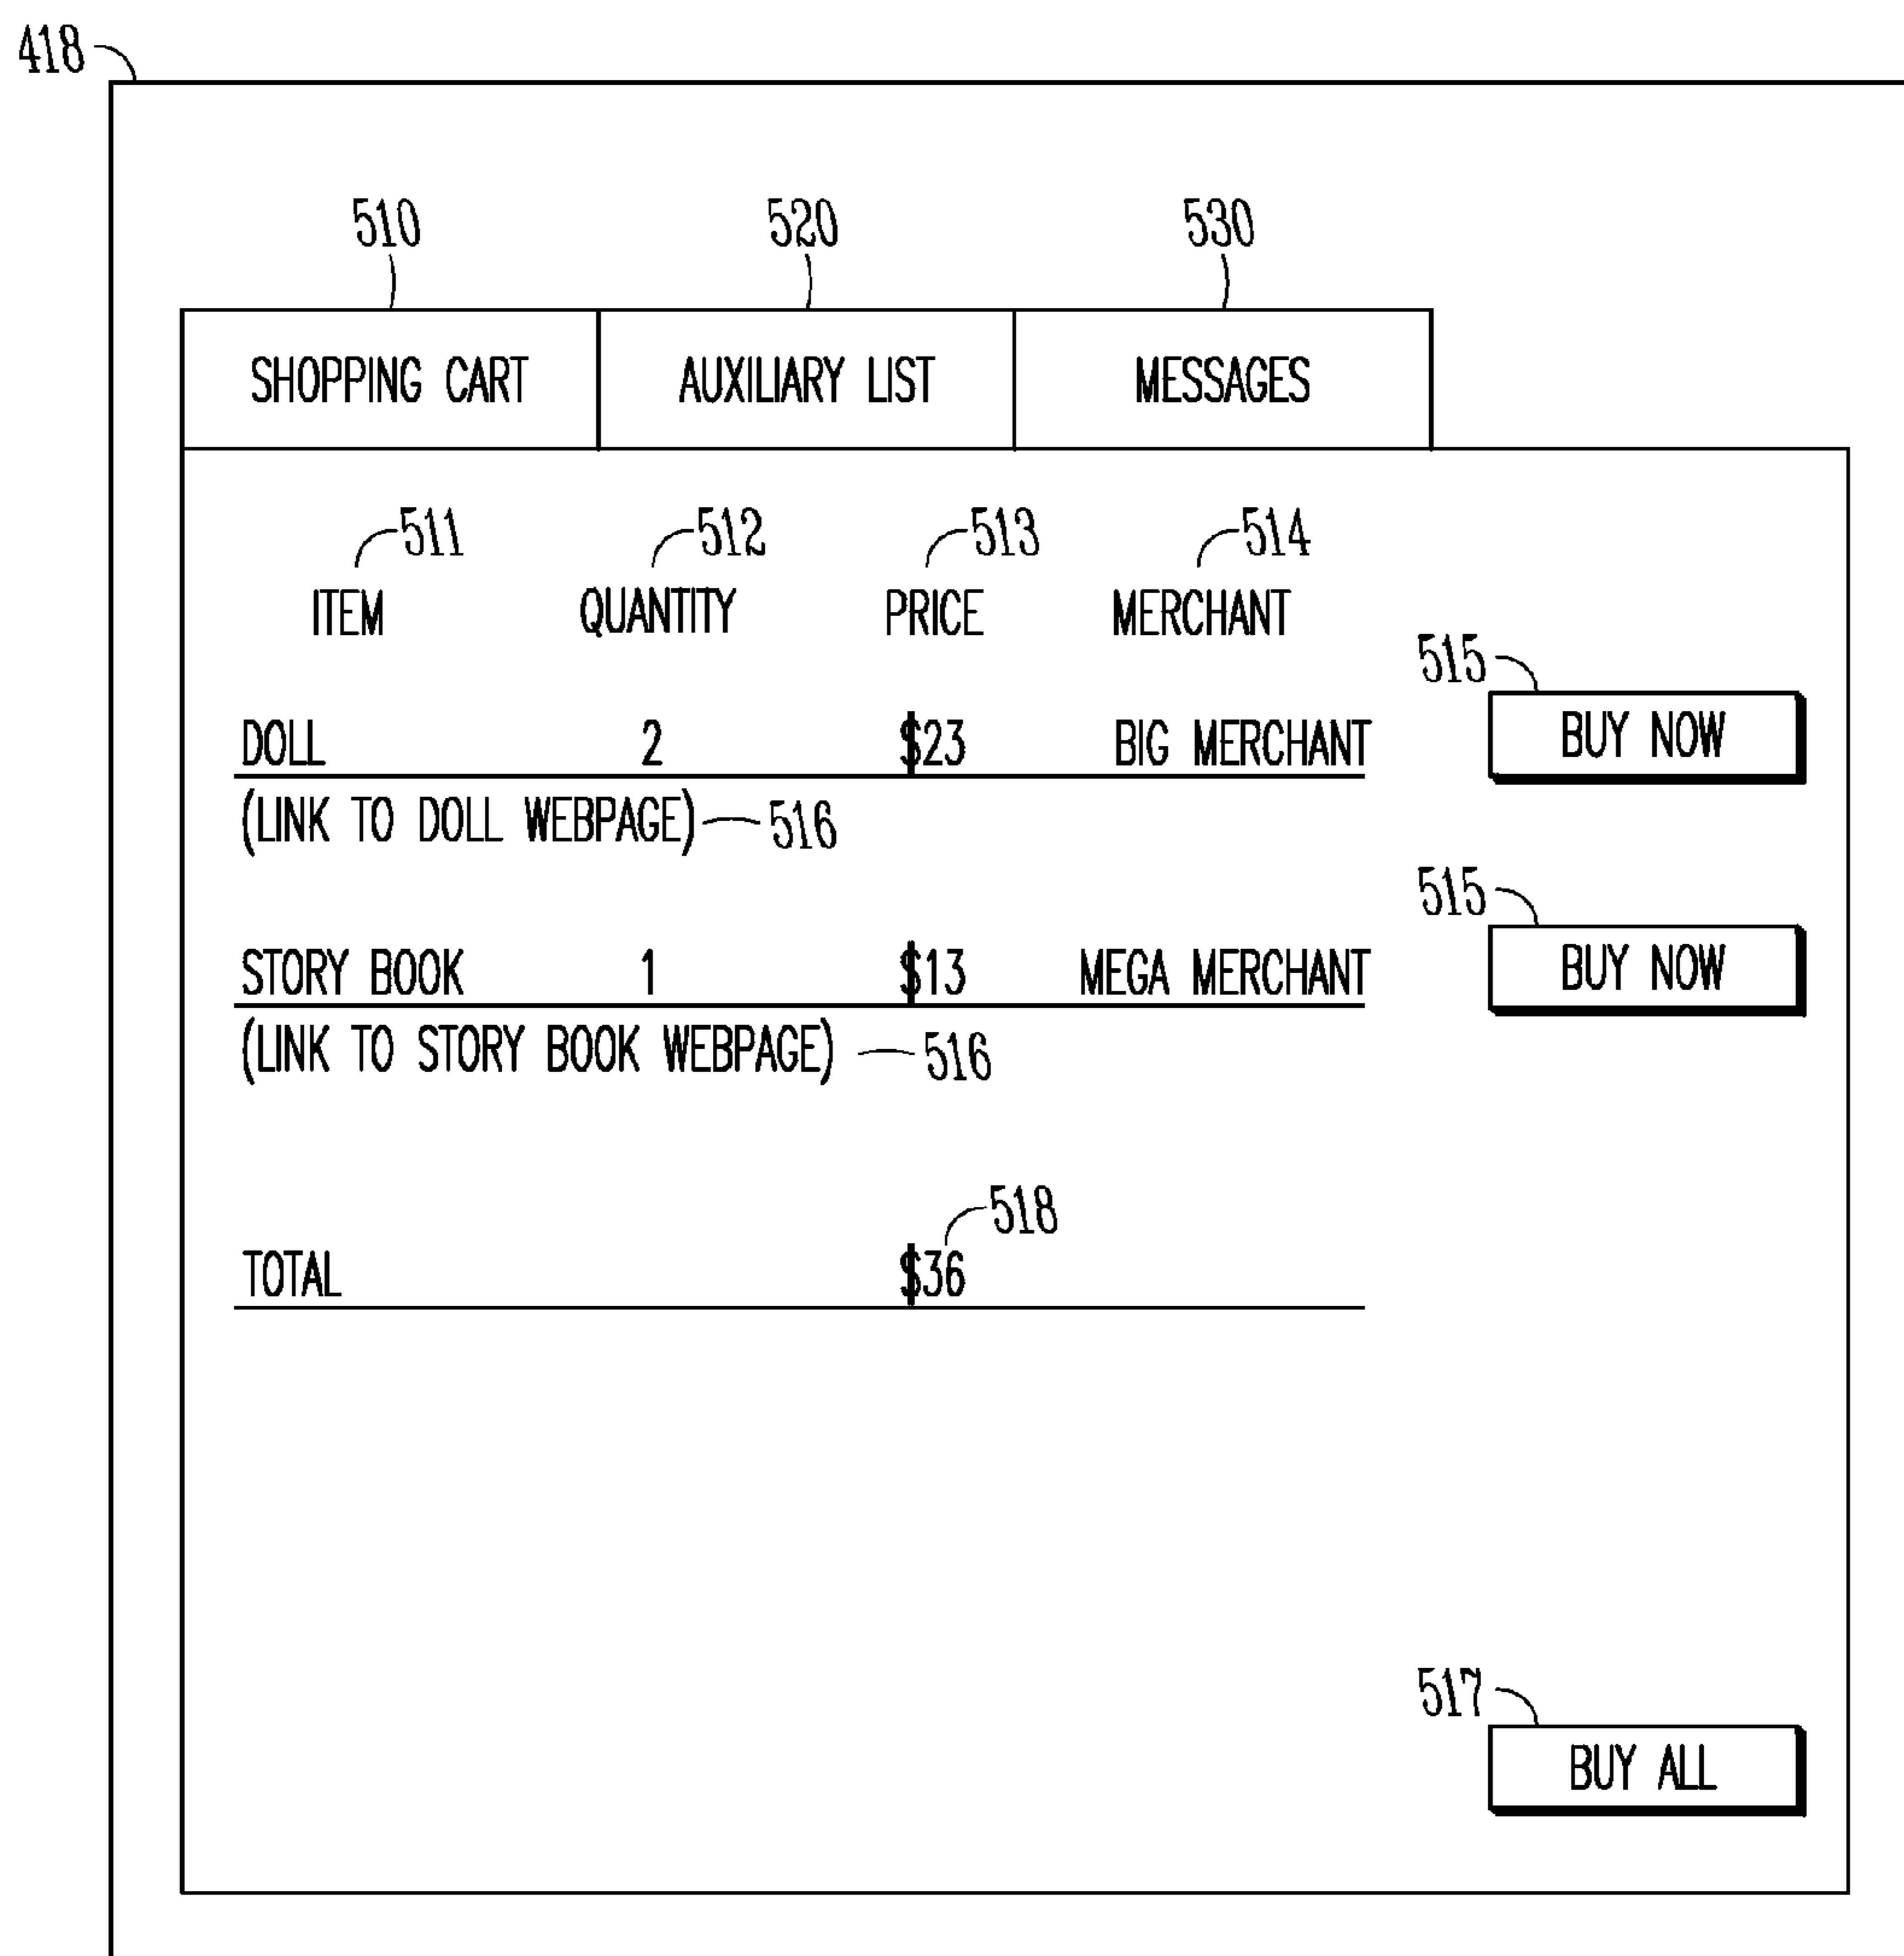 418
510 520 530
SHOPPING CART AUXILIARY LIST MESSAGES
511 512 513 514
ITEM QUANTITY PRICE MERCHANT
515
DOLL 2 $23 BIG MERCHANT BUY NOW
(LINK TO DOLL WEBPAGE) 516
515
STORY BOOK 1 $13 MEGA MERCHANT BUY NOW
(LINK TO STORY BOOK WEBPAGE) 516
518
TOTAL $36
517
BUY ALL